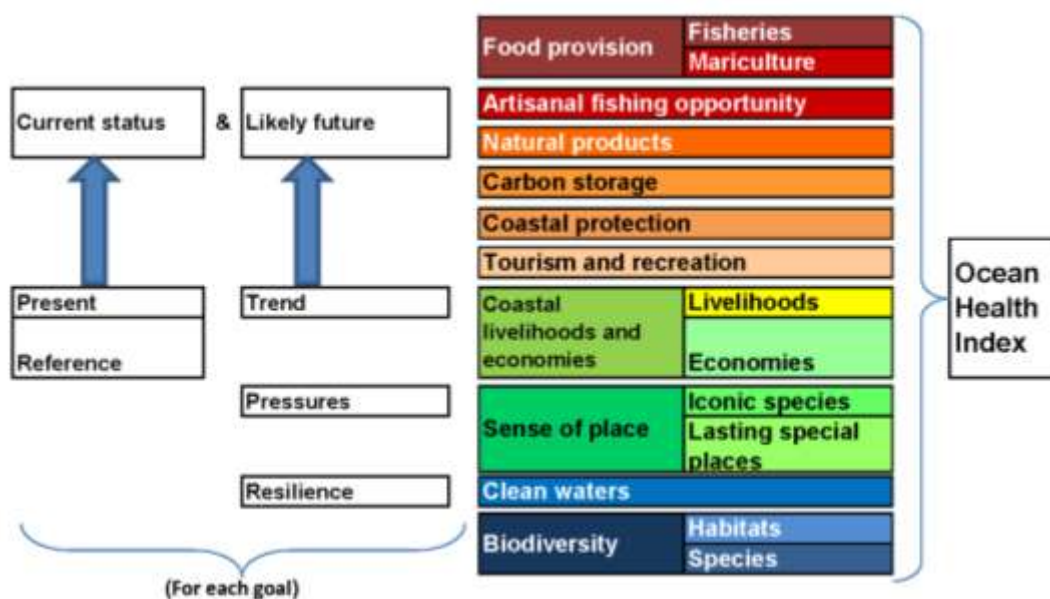 Current status
&
Likely future
Present
Reference
Trend
Pressures
Resilience
(For each goal)
Food provision
Fisheries
Mariculture
Artisanal fishing opportunity
Natural products
Carbon storage
Coastal protection
Tourism and recreation
Coastal
livelihoods and
economies
Livelihoods
Economies
Sense of place
Iconic species
Lasting special
places
Clean waters
Biodiversity
Habitats
Species
Ocean
Health
Index